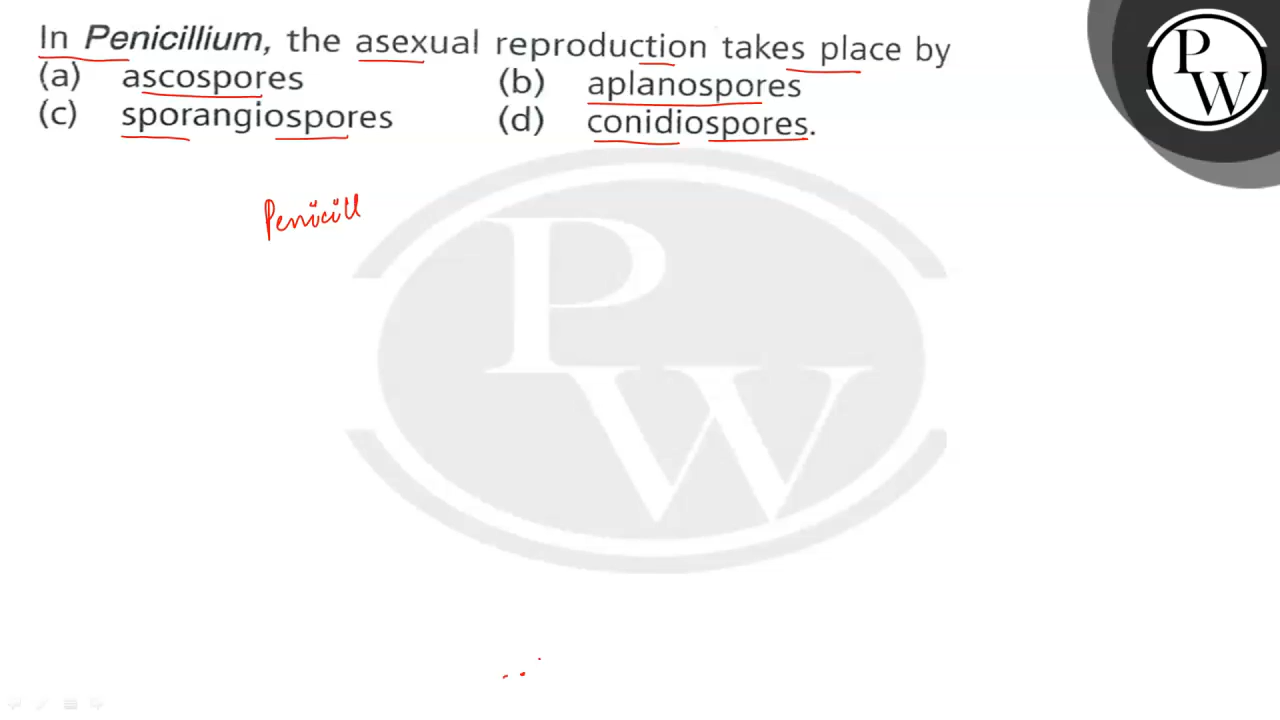 In Penicillium, the asexual reproduction takes place by
(a) ascospores (b) aplanospores
(c) sporangiospores (d) conidiospores.
Penicill
P
W
P
W